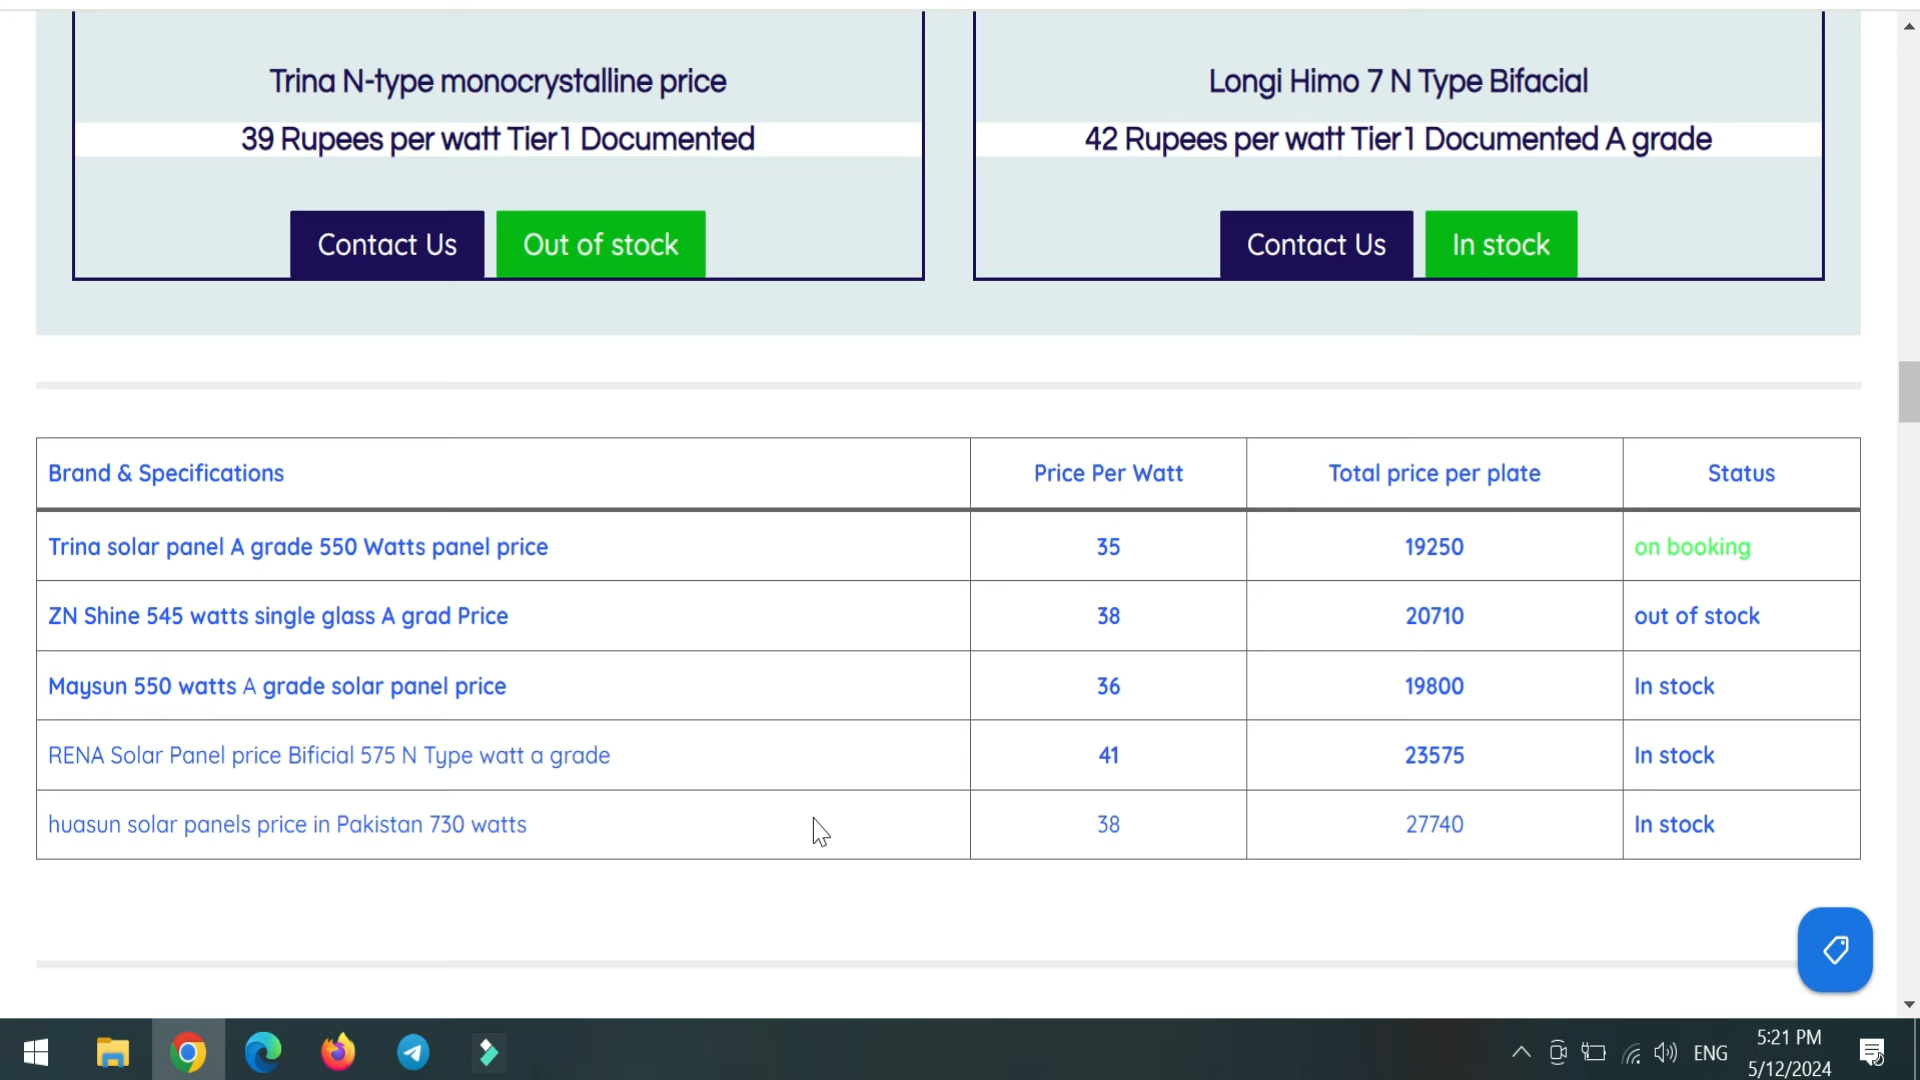 Trina N-type monocrystalline price
39 Rupees per watt Tier1 Documented
Contact Us
Out of stock
Longi Himo 7 N Type Bifacial
42 Rupees per watt Tier1 Documented A grade
Contact Us
In stock
Brand & Specifications Price Per Watt Total price per plate Status
Trina solar panel A grade 550 Watts panel price 35 19250 on booking
ZN Shine 545 watts single glass A grad Price 38 20710 out of stock
Maysun 550 watts A grade solar panel price 36 19800 In stock
RENA Solar Panel price Bificial 575 N Type watt a grade 41 23575 In stock
huasun solar panels price in Pakistan 730 watts 38 27740 In stock
ENG
5:21 PM
5/12/2024